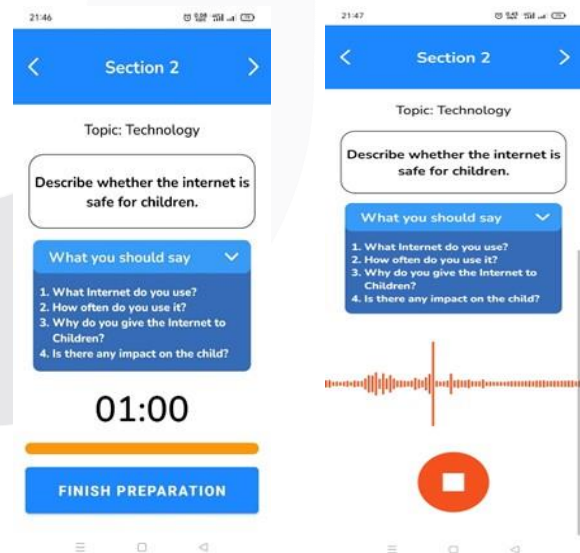 21:46
Section 2
Topic: Technology
Describe whether the internet is
safe for children.
What you should say
1. What Internet do you use?
2. How often do you use it?
3. Why do you give the Internet to
Children?
4. Is there any impact on the child?
01:00
FINISH PREPARATION
21:47
Section 2
Topic: Technology
Describe whether the internet is
safe for children.
What you should say
1. What Internet do you use?
2. How often do you use it?
3. Why do you give the Internet to
Children?
4. Is there any impact on the child?